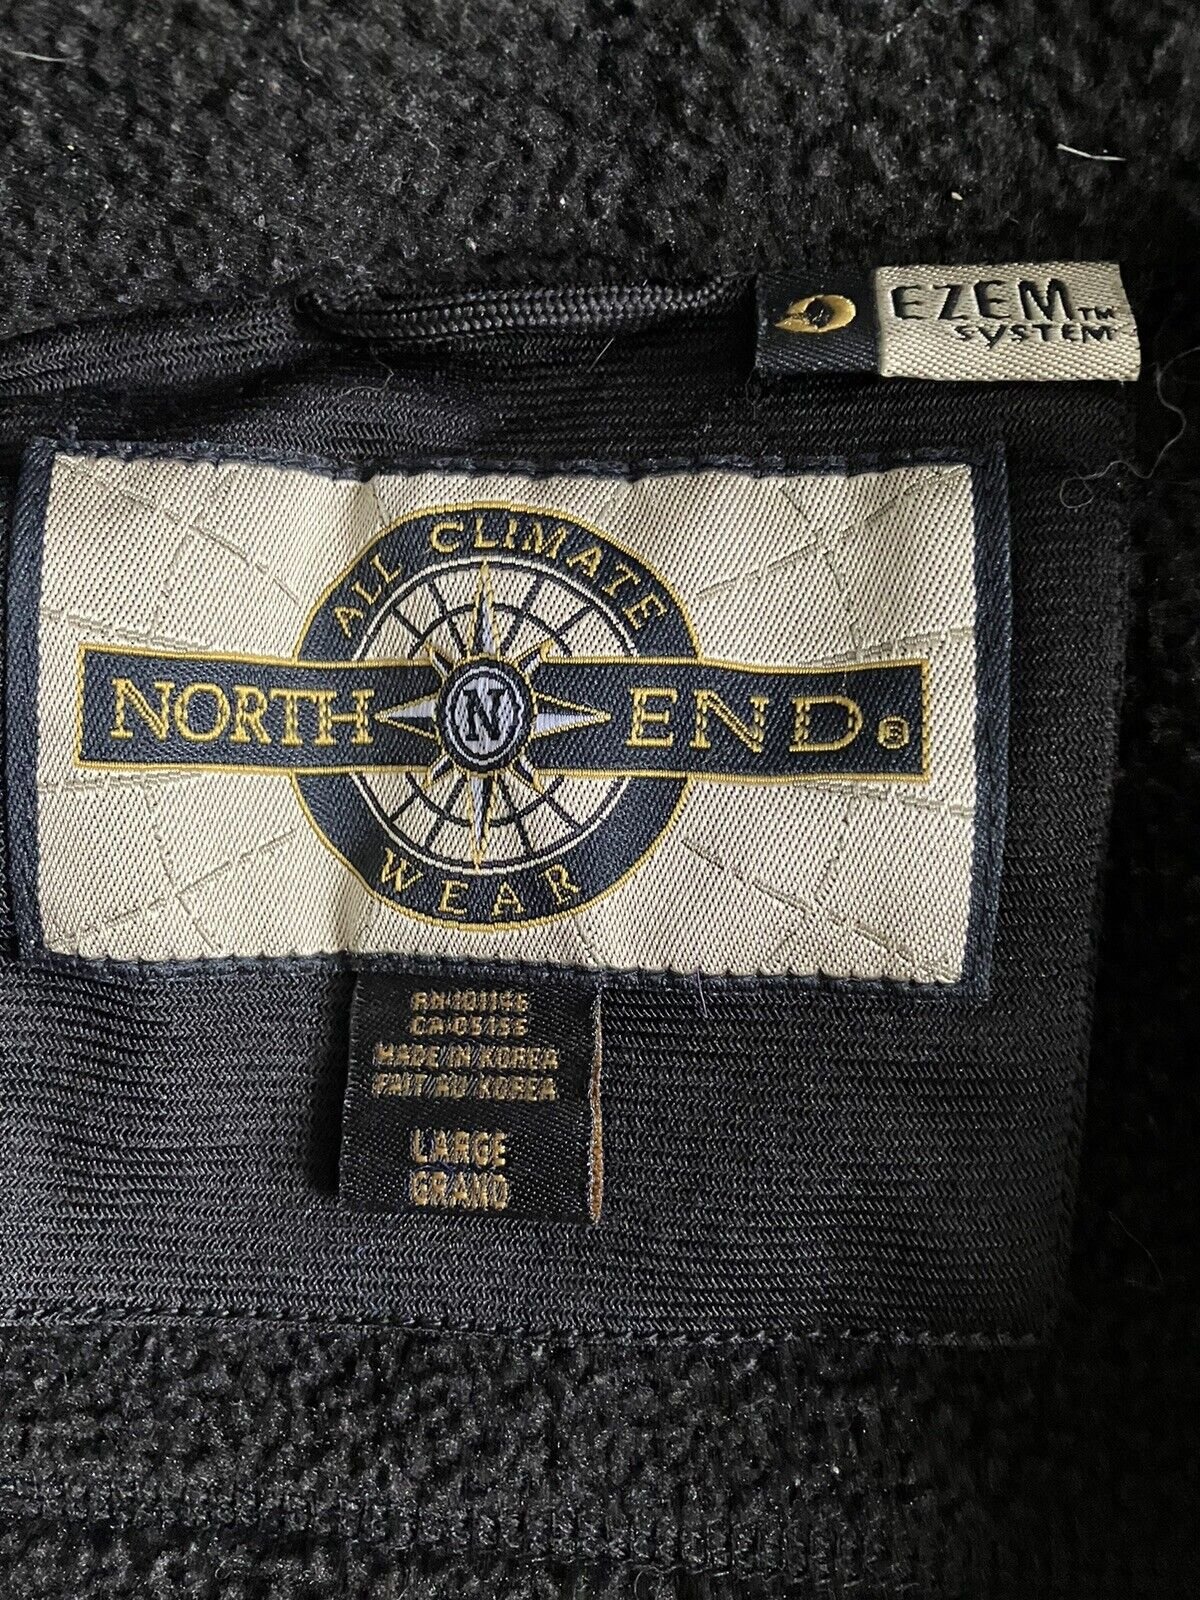 EZEM™
SYSTEM
ALL CLIMATE
NORTH N END®
WEAR
MADE IN KOREA
FAIT/AU/KOREA
LARGE
GRAND